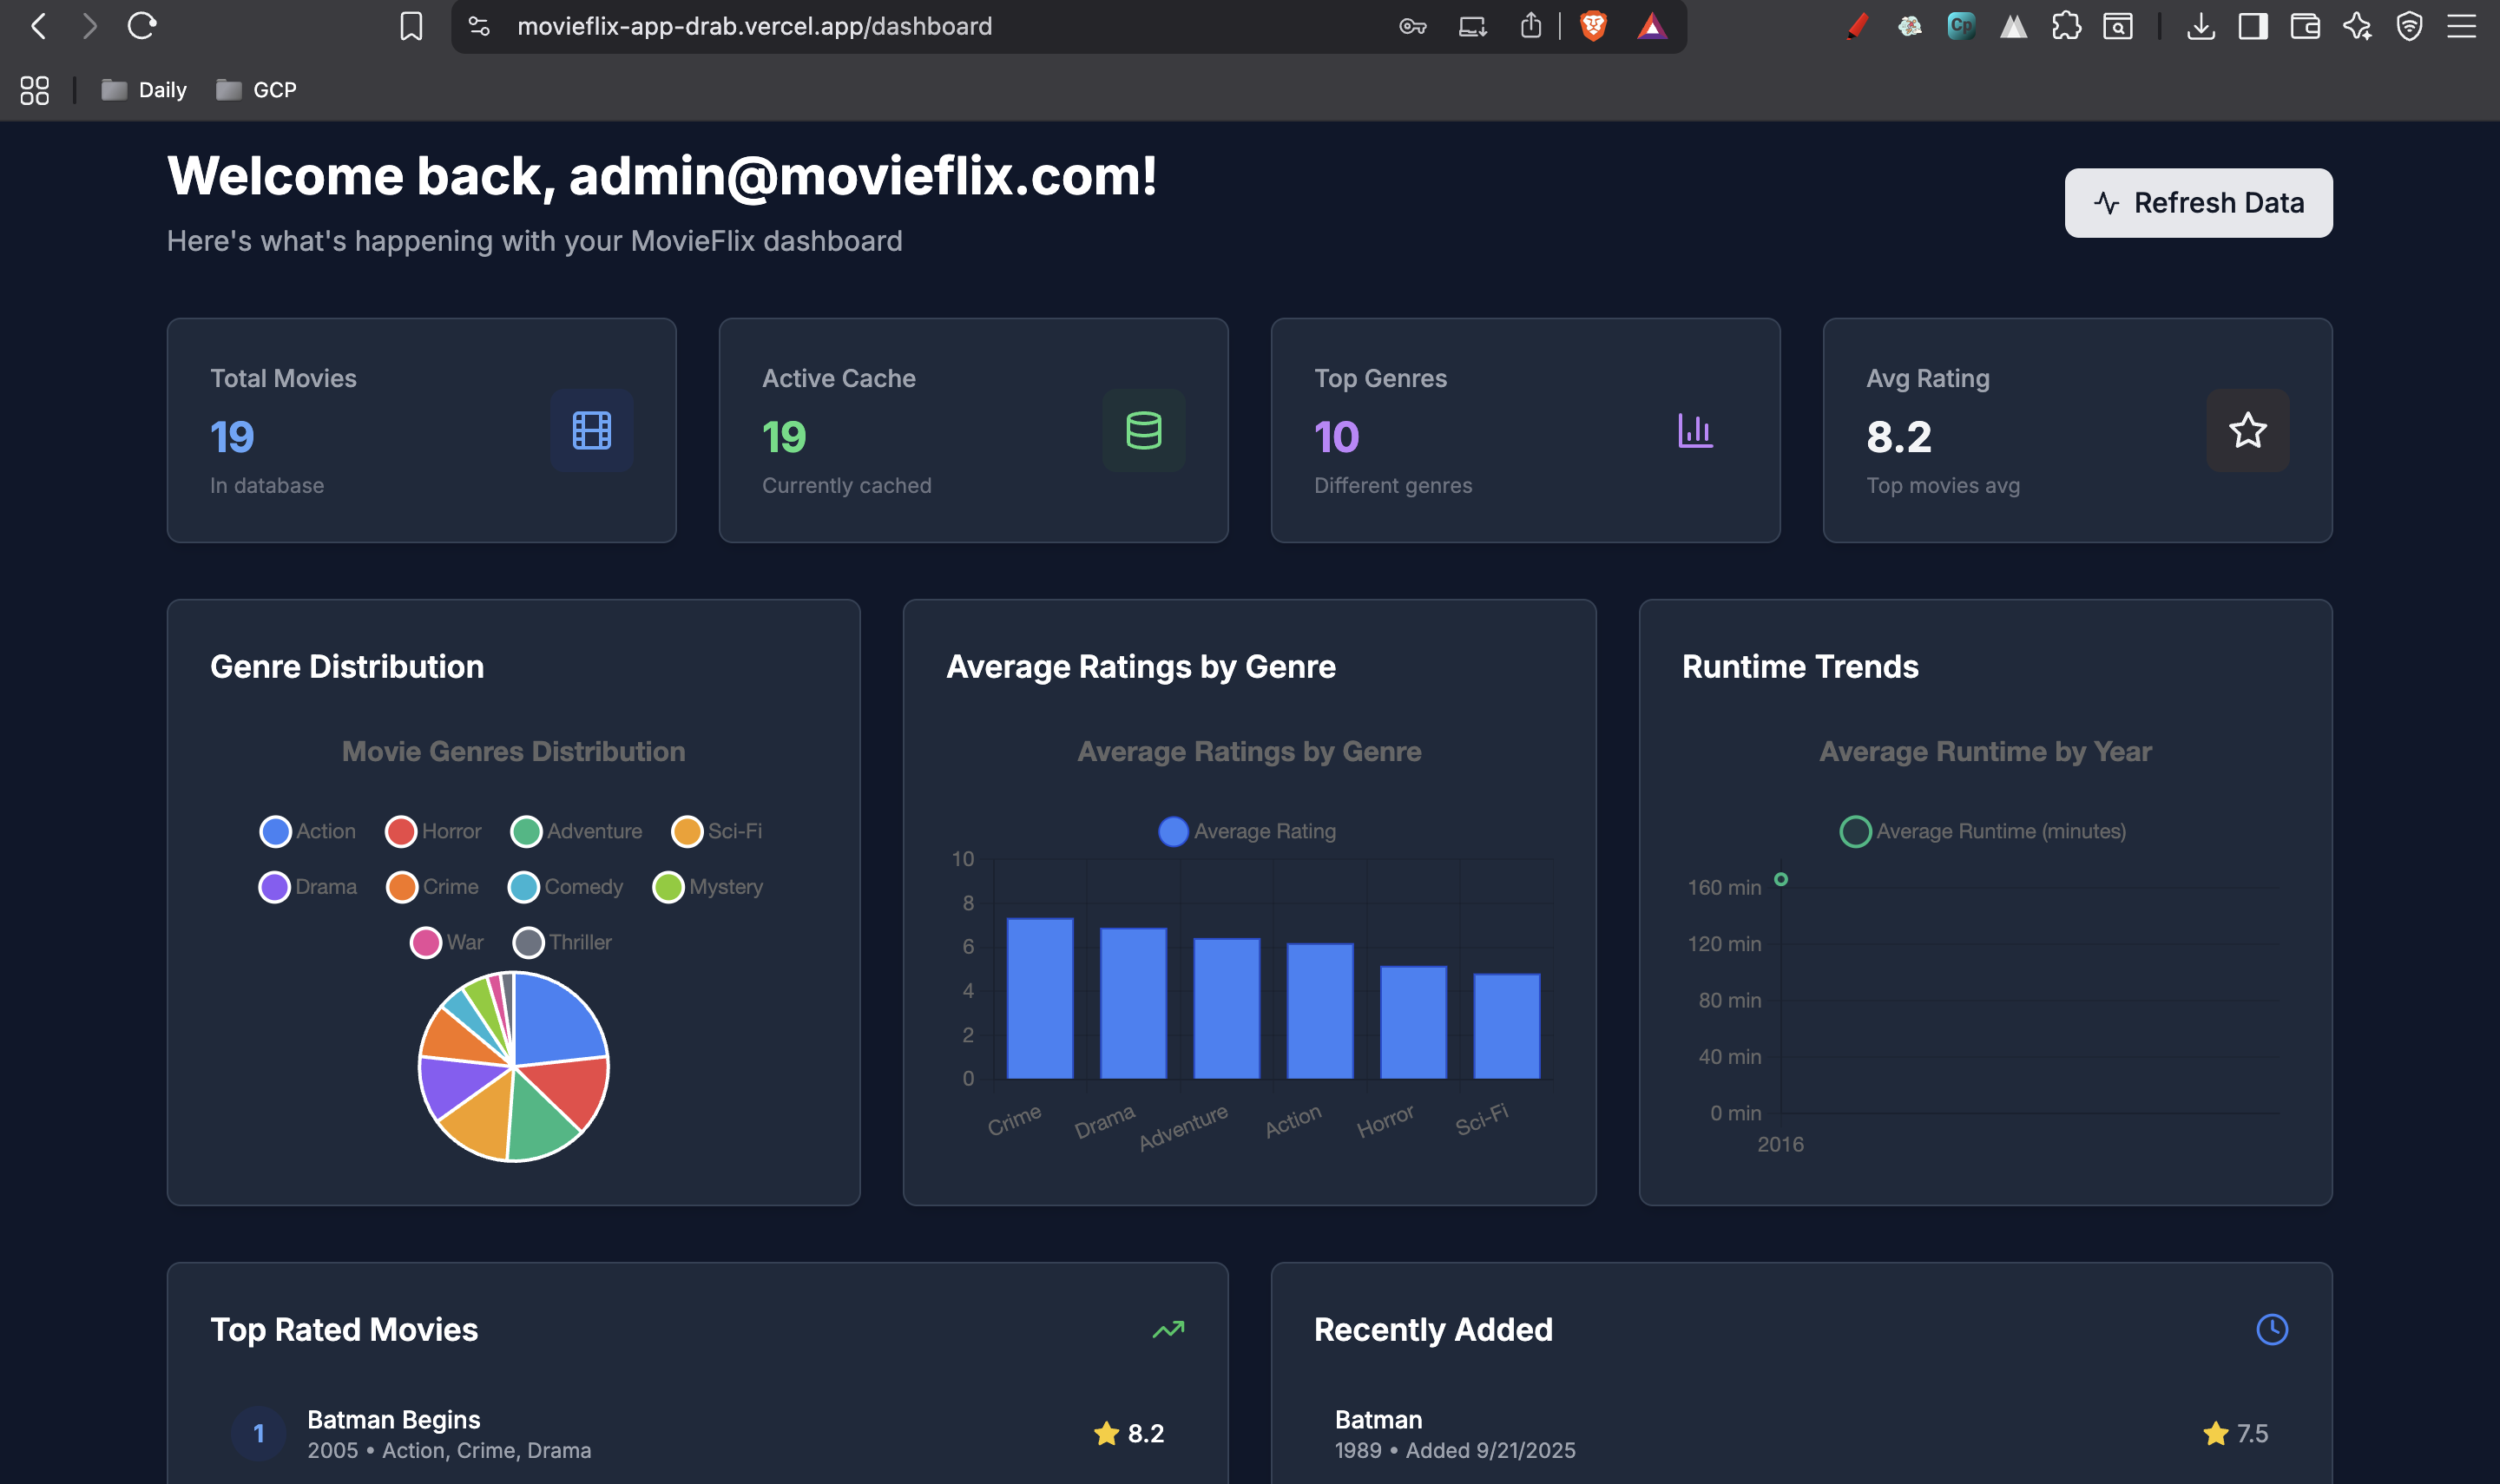 movieflix-app-drab.vercel.app/dashboard
Cp
Daily
GCP
Welcome back, admin@movieflix.com!
Here's what's happening with your MovieFlix dashboard
Refresh Data
Total Movies
19
In database
Active Cache
19
Currently cached
Top Genres
10
Different genres
Avg Rating
8.2
Top movies avg
Genre Distribution
Movie Genres Distribution
Action Horror Adventure Sci-Fi
Drama Crime Comedy Mystery
War Thriller
Average Ratings by Genre
Average Ratings by Genre
Average Rating
10
8
6
4
2
0
Crime Drama Adventure Action Horror Sci-Fi
Runtime Trends
Average Runtime by Year
Average Runtime (minutes)
160 min
120 min
80 min
40 min
0 min
2016
Top Rated Movies
1
Batman Begins
2005 • Action, Crime, Drama
8.2
Recently Added
Batman
1989 • Added 9/21/2025
7.5